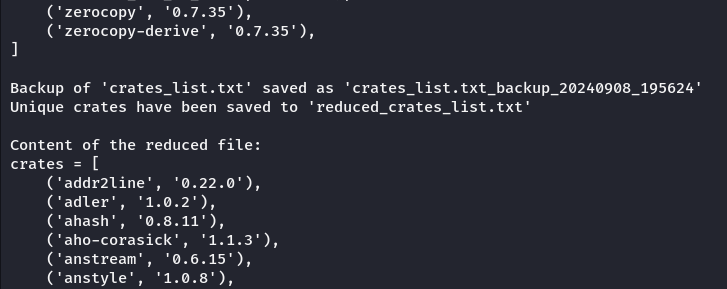 ('zerocopy', '0.7.35'),
('zerocopy-derive', '0.7.35'),
]
Backup of 'crates_list.txt' saved as 'crates_list.txt_backup_20240908_195624'
Unique crates have been saved to 'reduced_crates_list.txt'
Content of the reduced file:
crates = [
('addr2line', '0.22.0'),
('adler', '1.0.2'),
('ahash', '0.8.11'),
('aho-corasick', '1.1.3'),
('anstream', '0.6.15'),
('anstyle', '1.0.8'),